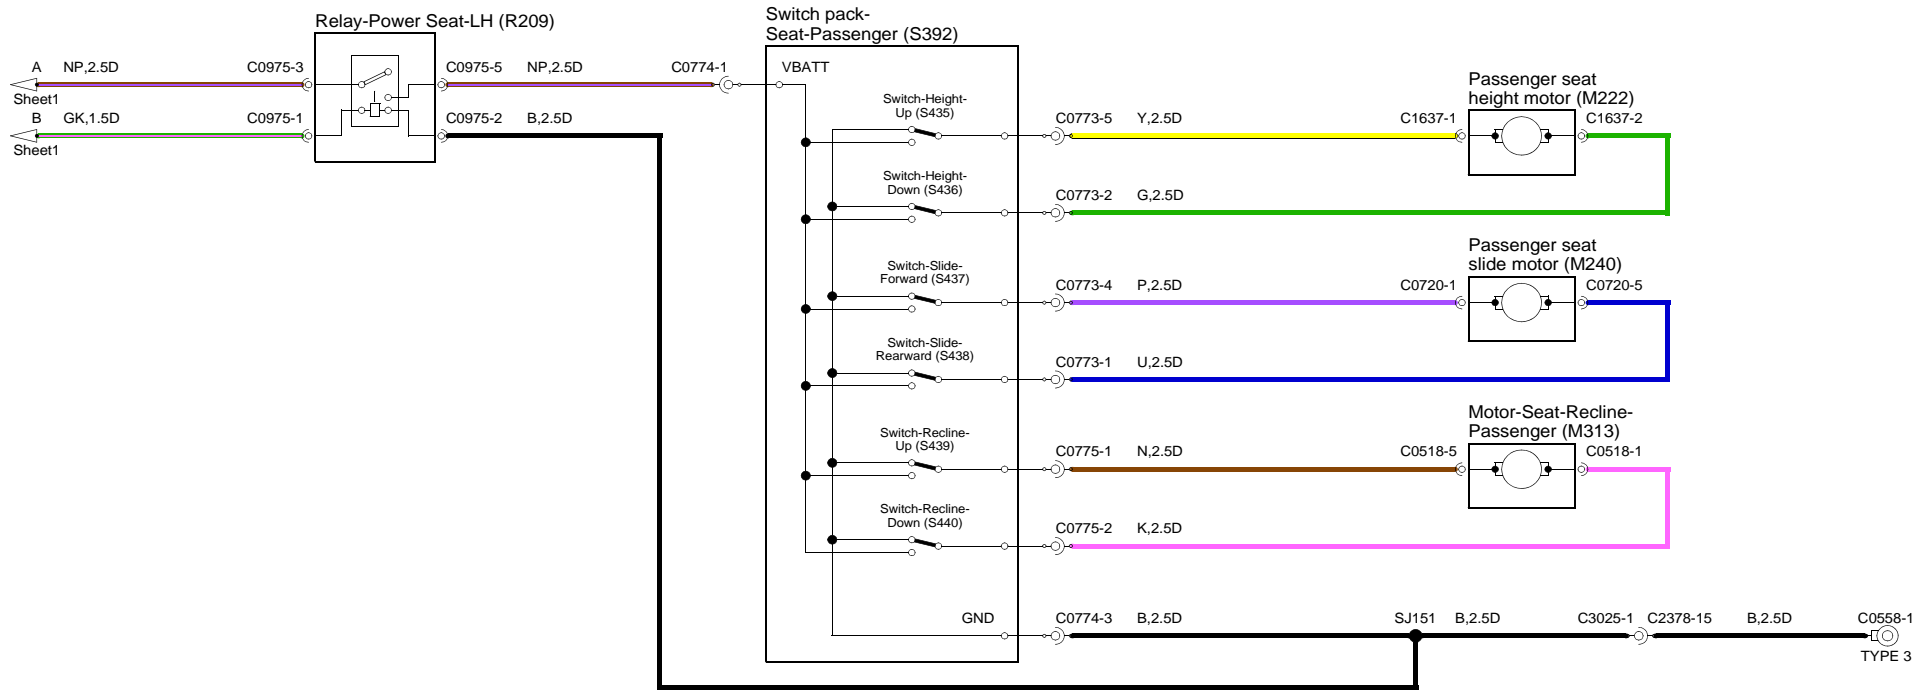 Relay-Power Seat-LH (R209)
Switch pack-
Seat-Passenger (S392)
A NP,2.5D C0975-3 C0975-5 NP,2.5D C0774-1 VBATT
Sheet1
B GK,1.5D C0975-1 C0975-2 B,2.5D
Sheet1
Switch-Height-
Up (S435)
C0773-5 Y,2.5D C1637-1 C1637-2
Passenger seat
height motor (M222)
Switch-Height-
Down (S436)
C0773-2 G,2.5D
Passenger seat
slide motor (M240)
Switch-Slide-
Forward (S437)
C0773-4 P,2.5D C0720-1 C0720-5
Switch-Slide-
Rearward (S438)
C0773-1 U,2.5D
Motor-Seat-Recline-
Passenger (M313)
Switch-Recline-
Up (S439)
C0775-1 N,2.5D C0518-5 C0518-1
Switch-Recline-
Down (S440)
C0775-2 K,2.5D
GND C0774-3 B,2.5D SJ151 B,2.5D C3025-1 C2378-15 B,2.5D C0558-1
TYPE 3